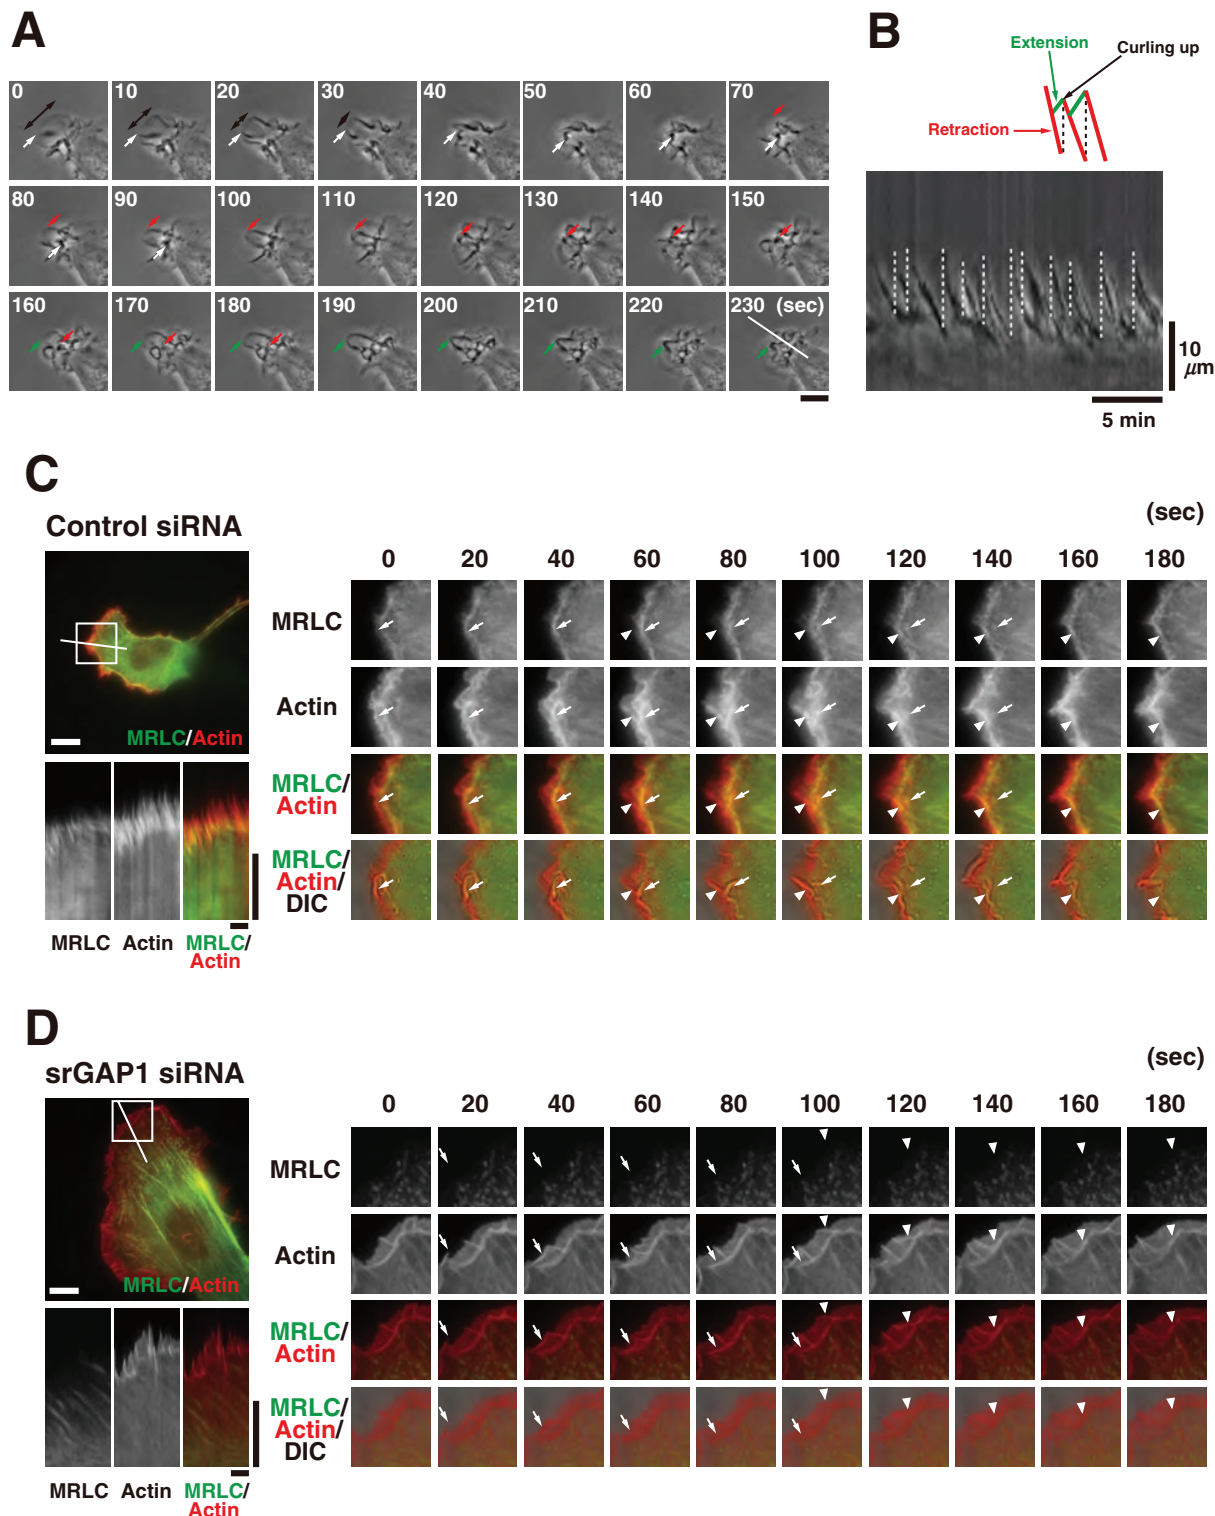 A
0 10 20 30 40 50 60 70
80 90 100 110 120 130 140 150
160 170 180 190 200 210 220 230 (sec)
B
Extension
Curling up
Retraction
10
μm
5 min
C
Control siRNA
MRLC/Actin
MRLC Actin MRLC/
Actin
(sec)
0 20 40 60 80 100 120 140 160 180
MRLC
Actin
MRLC/
Actin
MRLC/
Actin/
DIC
D
srGAP1 siRNA
MRLC/Actin
MRLC Actin MRLC/
Actin
(sec)
0 20 40 60 80 100 120 140 160 180
MRLC
Actin
MRLC/
Actin
MRLC/
Actin/
DIC